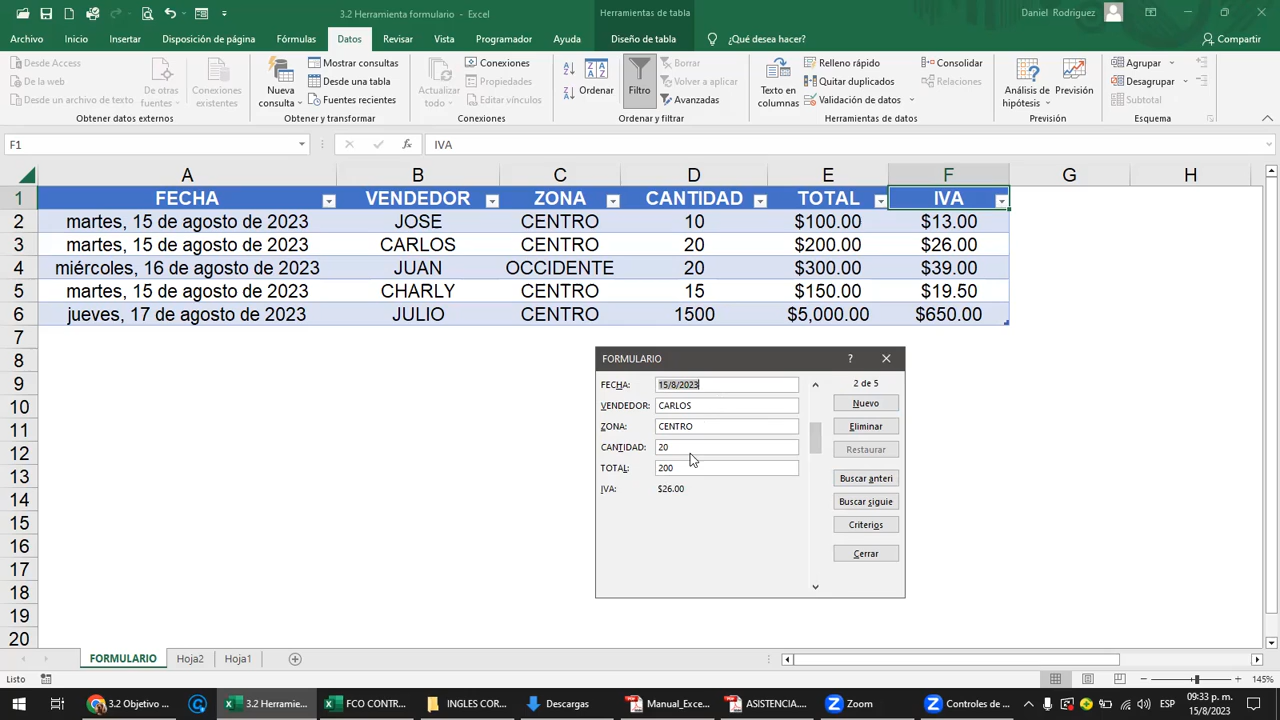 3.2 Herramienta formulario - Excel
Herramientas de tabla
Daniel Rodriguez
Archivo Inicio Insertar Disposición de página Fórmulas Datos Revisar Vista Programador Ayuda Diseño de tabla ¿Qué desea hacer? Compartir
Desde Access
De la web
Desde un archivo de texto
De otras fuentes
Conexiones existentes
Obtener datos externos
Nueva consulta
Mostrar consultas
Desde una tabla
Fuentes recientes
Obtener y transformar
Actualizar todo
Conexiones
Propiedades
Editar vínculos
Conexiones
Ordenar
Filtro
Borrar
Volver a aplicar
Avanzadas
Ordenar y filtrar
Texto en columnas
Relleno rápido
Quitar duplicados
Validación de datos
Consolidar
Relaciones
Herramientas de datos
Análisis de hipótesis
Previsión
Previsión
Agrupar
Desagrupar
Subtotal
Esquema
F1 fx IVA
A B C D E F G H
1 FECHA VENDEDOR ZONA CANTIDAD TOTAL IVA
2 martes, 15 de agosto de 2023 JOSE CENTRO 10 $100.00 $13.00
3 martes, 15 de agosto de 2023 CARLOS CENTRO 20 $200.00 $26.00
4 miércoles, 16 de agosto de 2023 JUAN OCCIDENTE 20 $300.00 $39.00
5 martes, 15 de agosto de 2023 CHARLY CENTRO 15 $150.00 $19.50
6 jueves, 17 de agosto de 2023 JULIO CENTRO 1500 $5,000.00 $650.00
7
8
9
10
11
12
13
14
15
16
17
18
19
20
FORMULARIO ?
FECHA: 15/8/2023
VENDEDOR: CARLOS
ZONA: CENTRO
CANTIDAD: 20
TOTAL: 200
IVA: $26.00
2 de 5
Nuevo
Eliminar
Restaurar
Buscar anteri
Buscar siguie
Criterios
Cerrar
FORMULARIO Hoja2 Hoja1
Listo 145%
3.2 Objetivo ... 3.2 Herramie... FCO CONTR... INGLES COR... Descargas Manual_Exce... ASISTENCIA.... Zoom Controles de ... ESP 09:33 p. m.
15/8/2023